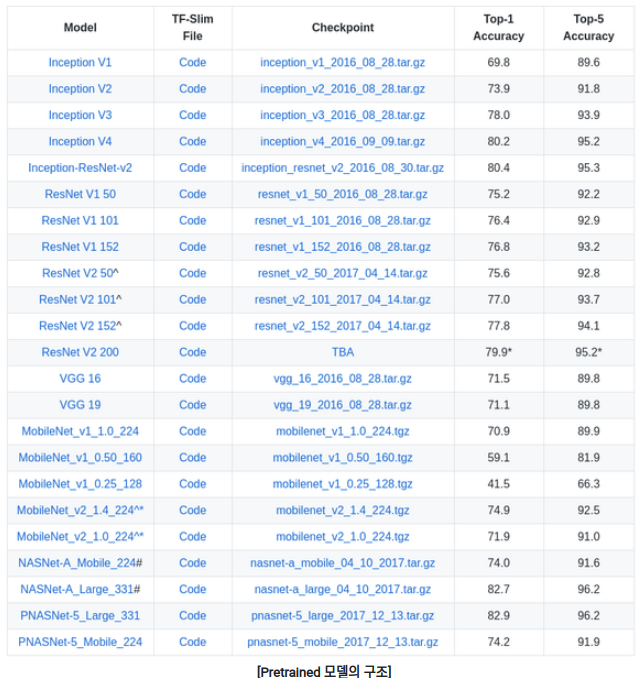 Model TF-Slim File Checkpoint Top-1 Accuracy Top-5 Accuracy
Inception V1 Code inception_v1_2016_08_28.tar.gz 69.8 89.6
Inception V2 Code inception_v2_2016_08_28.tar.gz 73.9 91.8
Inception V3 Code inception_v3_2016_08_28.tar.gz 78.0 93.9
Inception V4 Code inception_v4_2016_09_09.tar.gz 80.2 95.2
Inception-ResNet-v2 Code inception_resnet_v2_2016_08_30.tar.gz 80.4 95.3
ResNet V1 50 Code resnet_v1_50_2016_08_28.tar.gz 75.2 92.2
ResNet V1 101 Code resnet_v1_101_2016_08_28.tar.gz 76.4 92.9
ResNet V1 152 Code resnet_v1_152_2016_08_28.tar.gz 76.8 93.2
ResNet V2 50^ Code resnet_v2_50_2017_04_14.tar.gz 75.6 92.8
ResNet V2 101^ Code resnet_v2_101_2017_04_14.tar.gz 77.0 93.7
ResNet V2 152^ Code resnet_v2_152_2017_04_14.tar.gz 77.8 94.1
ResNet V2 200 Code TBA 79.9* 95.2*
VGG 16 Code vgg_16_2016_08_28.tar.gz 71.5 89.8
VGG 19 Code vgg_19_2016_08_28.tar.gz 71.1 89.8
MobileNet_v1_1.0_224 Code mobilenet_v1_1.0_224.tgz 70.9 89.9
MobileNet_v1_0.50_160 Code mobilenet_v1_0.50_160.tgz 59.1 81.9
MobileNet_v1_0.25_128 Code mobilenet_v1_0.25_128.tgz 41.5 66.3
MobileNet_v2_1.4_224^* Code mobilenet_v2_1.4_224.tgz 74.9 92.5
MobileNet_v2_1.0_224^* Code mobilenet_v2_1.0_224.tgz 71.9 91.0
NASNet-A_Mobile_224# Code nasnet-a_mobile_04_10_2017.tar.gz 74.0 91.6
NASNet-A_Large_331# Code nasnet-a_large_04_10_2017.tar.gz 82.7 96.2
PNASNet-5_Large_331 Code pnasnet-5_large_2017_12_13.tar.gz 82.9 96.2
PNASNet-5_Mobile_224 Code pnasnet-5_mobile_2017_12_13.tar.gz 74.2 91.9
[Pretrained 모델의 구조]